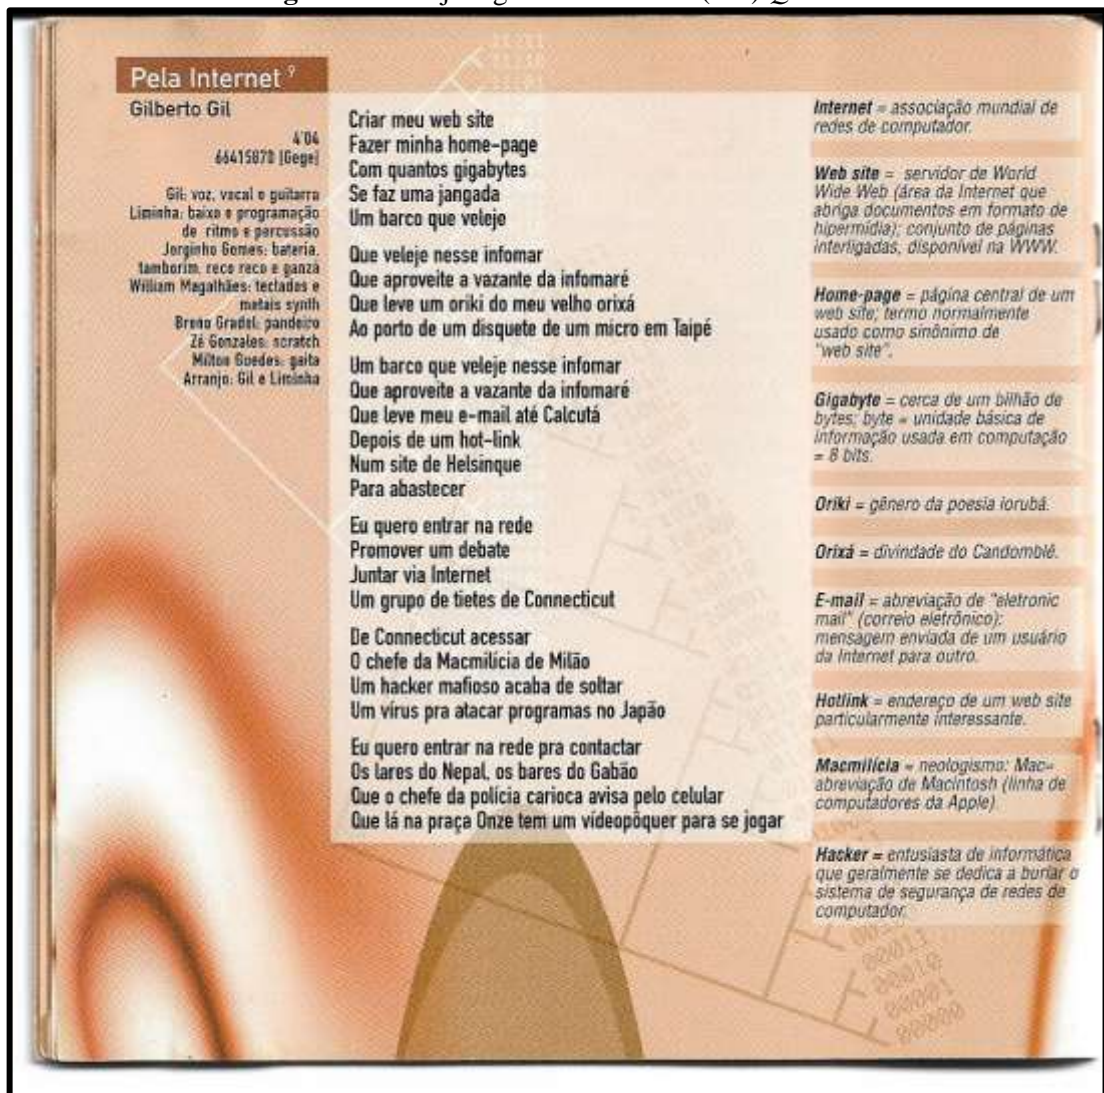 Pela Internet 9
Gilberto Gil
4'04
(Gege)
Gil: voz, vocal e guitarra
Liminha: baixo e programação
de ritmo e percussão
Jorginho Gomes: bateria,
tamborim, reco reco e ganzá
William Magalhães: teclados e
metais synth
Breno Gradel: pandeiro
Zé Gonzales: scratch
Milton Guedes: gaita
Arranjo: Gil e Liminha
Criar meu web site
Fazer minha home-page
Com quantos gigabytes
Se faz uma jangada
Um barco que veleje
Que veleje nesse infomar
Que aproveite a vazante da infomaré
Que leve um oriki do meu velho orixá
Ao porto de um disquete de um micro em Taipé
Um barco que veleje nesse infomar
Que aproveite a vazante da infomaré
Que leve meu e-mail até Calcutá
Depois de um hot-link
Num site de Helsinque
Para abastecer
Eu quero entrar na rede
Promover um debate
Juntar via Internet
Um grupo de tietes de Connecticut
De Connecticut acessar
O chefe da Macmilícia de Milão
Um hacker mafioso acaba de soltar
Um vírus pra atacar programas no Japão
Eu quero entrar na rede pra contactar
Os lares do Nepal, os bares do Gabão
Que o chefe da polícia carioca avisa pelo celular
Que lá na praça Onze tem um vídeopôquer para se jogar
Internet = associação mundial de
redes de computador.
Web site = servidor de World
Wide Web (área da Internet que
abriga documentos em formato de
hipermídia); conjunto de páginas
interligadas, disponível na WWW.
Home-page = página central de um
web site; termo normalmente
usado como sinônimo de
"web site".
Gigabyte = cerca de um bilhão de
bytes; byte = unidade básica de
informação usada em computação
= 8 bits.
Oriki = gênero da poesia iorubá.
Orixá = divindade do Candomblé.
E-mail = abreviação de "eletronic
mail" (correio eletrônico):
mensagem enviada de um usuário
da Internet para outro.
Hotlink = endereço de um web site
particularmente interessante.
Macmilícia = neologismo: Mac=
abreviação de Macintosh (linha de
computadores da Apple)
Hacker = entusiasta de informática
que geralmente se dedica a burlar o
sistema de segurança de redes de
computador.